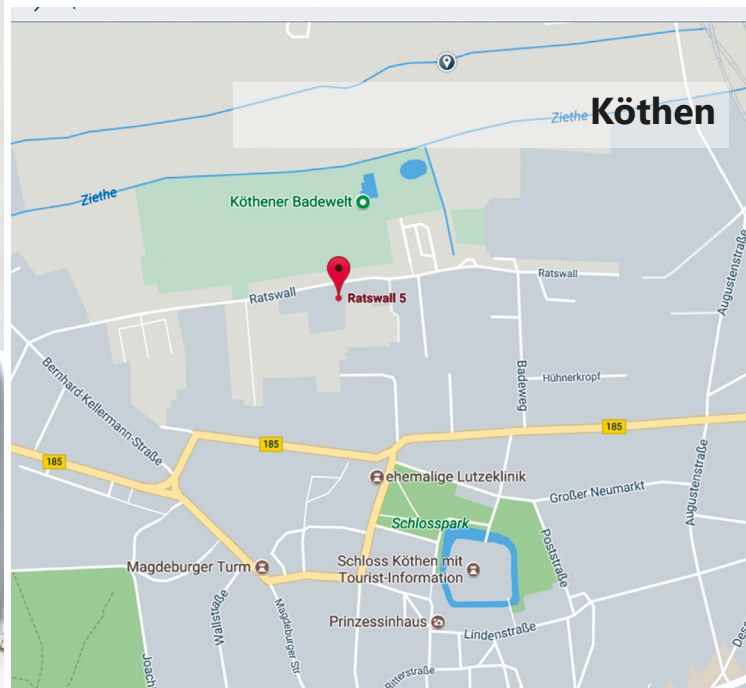 Köthen
Ziethe
Ziethe
Köthener Badewelt
Ratswall
Ratswall
Ratswall 5
Augustenstraße
Bernhard-Kellermann-Straße
Badeweg
Hühnerkropf
185
185
185
ehemalige Lutzeklinik
Großer Neumarkt
Augustenstraße
Schlosspark
Poststraße
Magdeburger Turm
Schloss Köthen mit
Tourist-Information
Wallstraße
Magdeburger Str.
Prinzessinhaus
Lindenstraße
Ritterstraße
Joach
Des